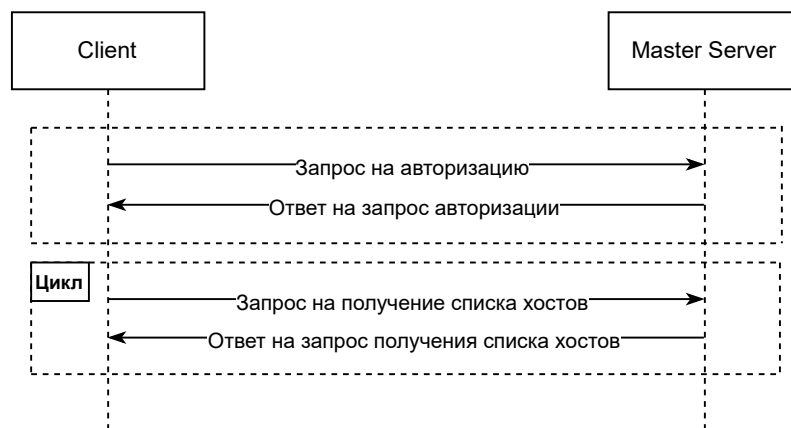 Client
Master Server
Запрос на авторизацию
Ответ на запрос авторизации
Цикл
Запрос на получение списка хостов
Ответ на запрос получения списка хостов